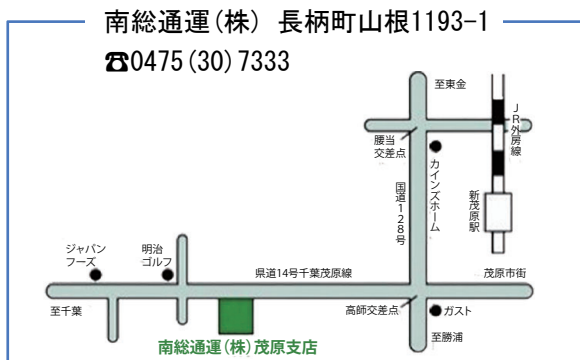 南総通運(株) 長柄町山根1193-1
☎0475(30)7333
至東金
JR外房線
腰当
交差点
カインズホーム
国道128号
新茂原駅
ジャパン
フーズ
明治
ゴルフ
県道14号千葉茂原線
茂原市街
至千葉
高師交差点
ガスト
至勝浦
南総通運(株)茂原支店